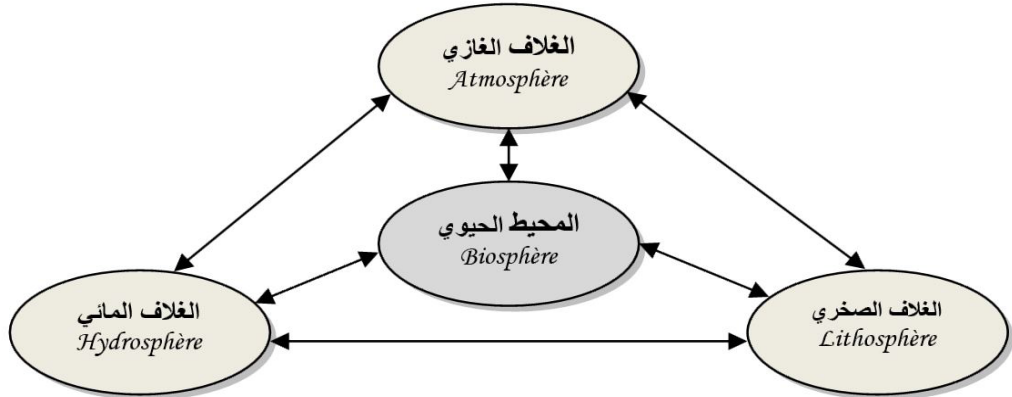 الغلاف الغازي
Atmosphère
المحيط الحيوي
Biosphère
الغلاف المائي
Hydrosphère
الغلاف الصخري
Lithosphère